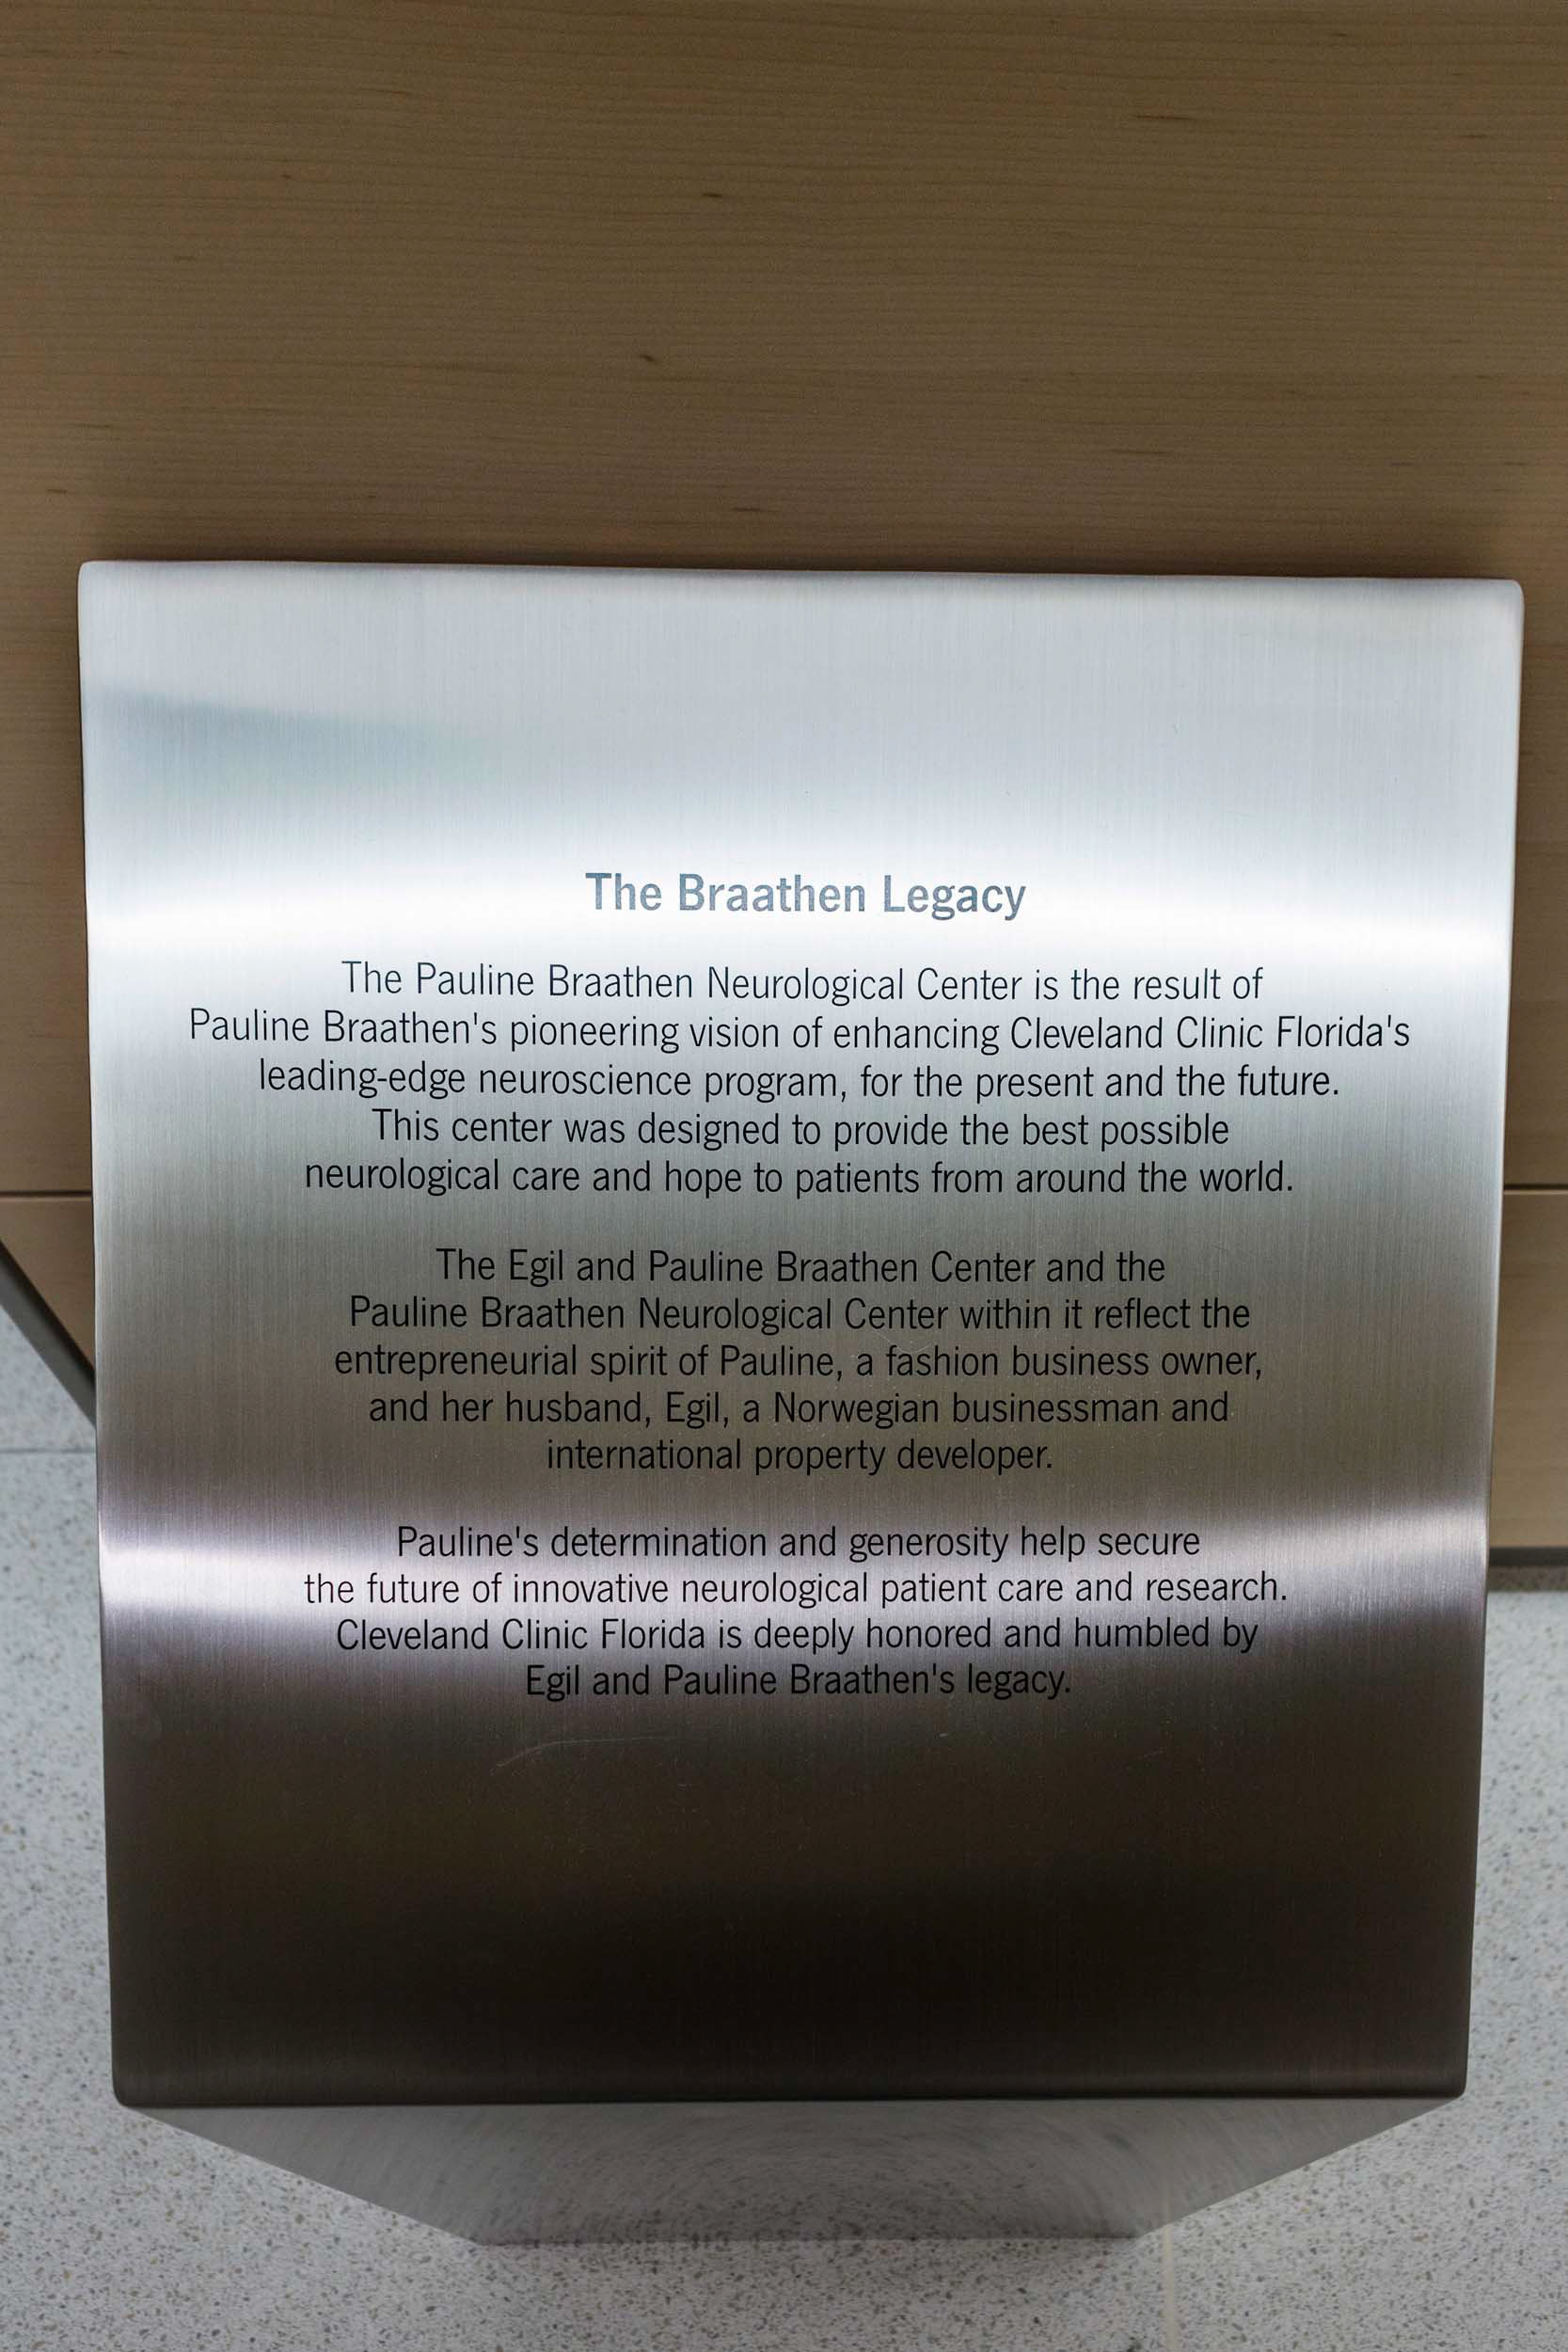 The Braathen Legacy
The Pauline Braathen Neurological Center is the result of
Pauline Braathen's pioneering vision of enhancing Cleveland Clinic Florida's
leading-edge neuroscience program, for the present and the future.
This center was designed to provide the best possible
neurological care and hope to patients from around the world.
The Egil and Pauline Braathen Center and the
Pauline Braathen Neurological Center within it reflect the
entrepreneurial spirit of Pauline, a fashion business owner,
and her husband, Egil, a Norwegian businessman and
international property developer.
Pauline's determination and generosity help secure
the future of innovative neurological patient care and research.
Cleveland Clinic Florida is deeply honored and humbled by
Egil and Pauline Braathen's legacy.